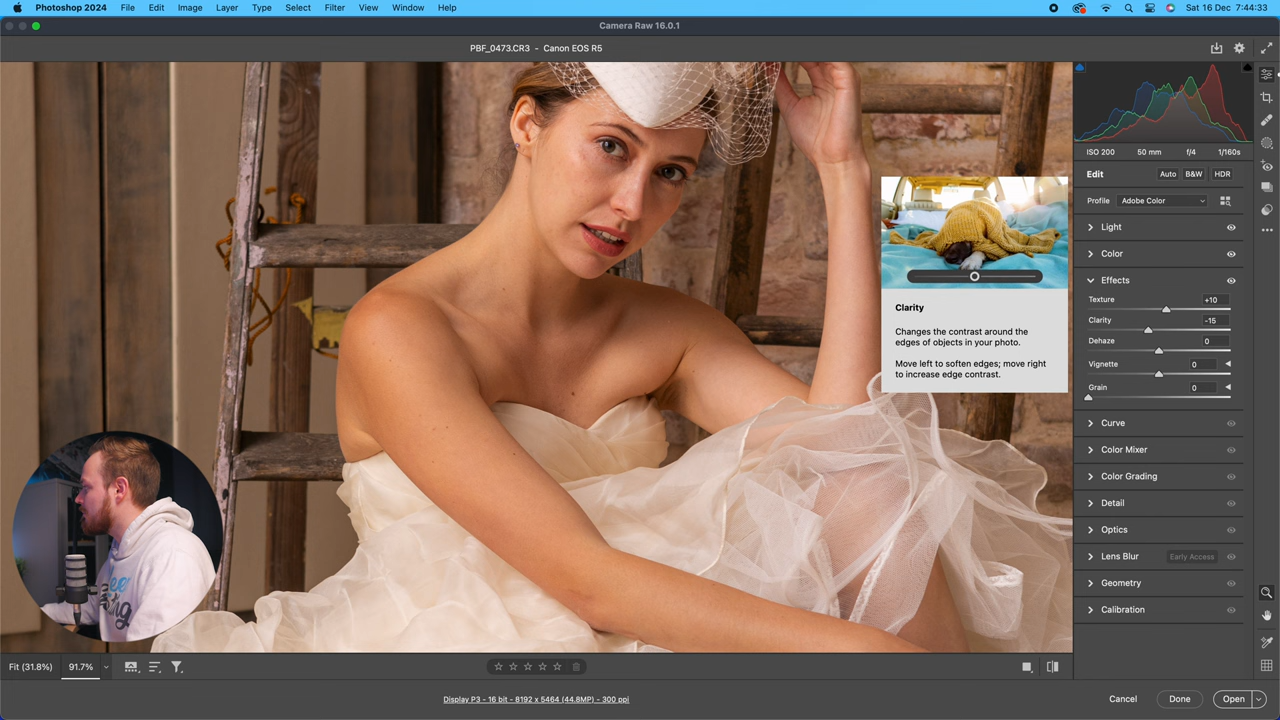 Photoshop 2024 File Edit Image Layer Type Select Filter View Window Help Sat 16 Dec 7:44:33
Camera Raw 16.0.1
PBF_0473.CR3 - Canon EOS R5
ISO 200 50 mm f/4 1/160s
Edit Auto B&W HDR
Profile Adobe Color
Light
Color
Effects
Texture +10
Clarity -15
Dehaze 0
Vignette 0
Grain 0
Clarity
Changes the contrast around the
edges of objects in your photo.
Move left to soften edges; move right
to increase edge contrast.
Curve
Color Mixer
Color Grading
Detail
Optics
Lens Blur Early Access
Geometry
Calibration
Fit (31.8%) 91.7%
Display P3 - 16 bit - 8192 x 5464 (44.8MP) - 300 ppi
Cancel Done Open